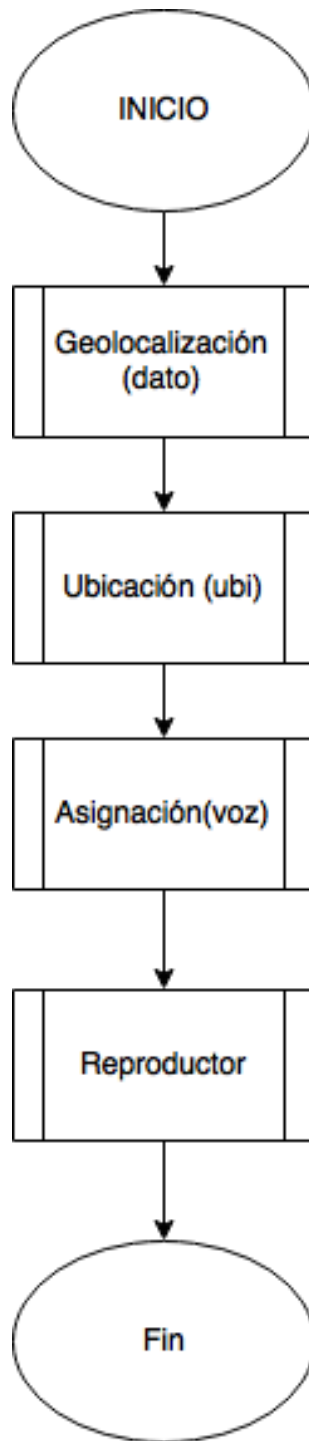 INICIO
Geolocalización
(dato)
Ubicación (ubi)
Asignación(voz)
Reproductor
Fin